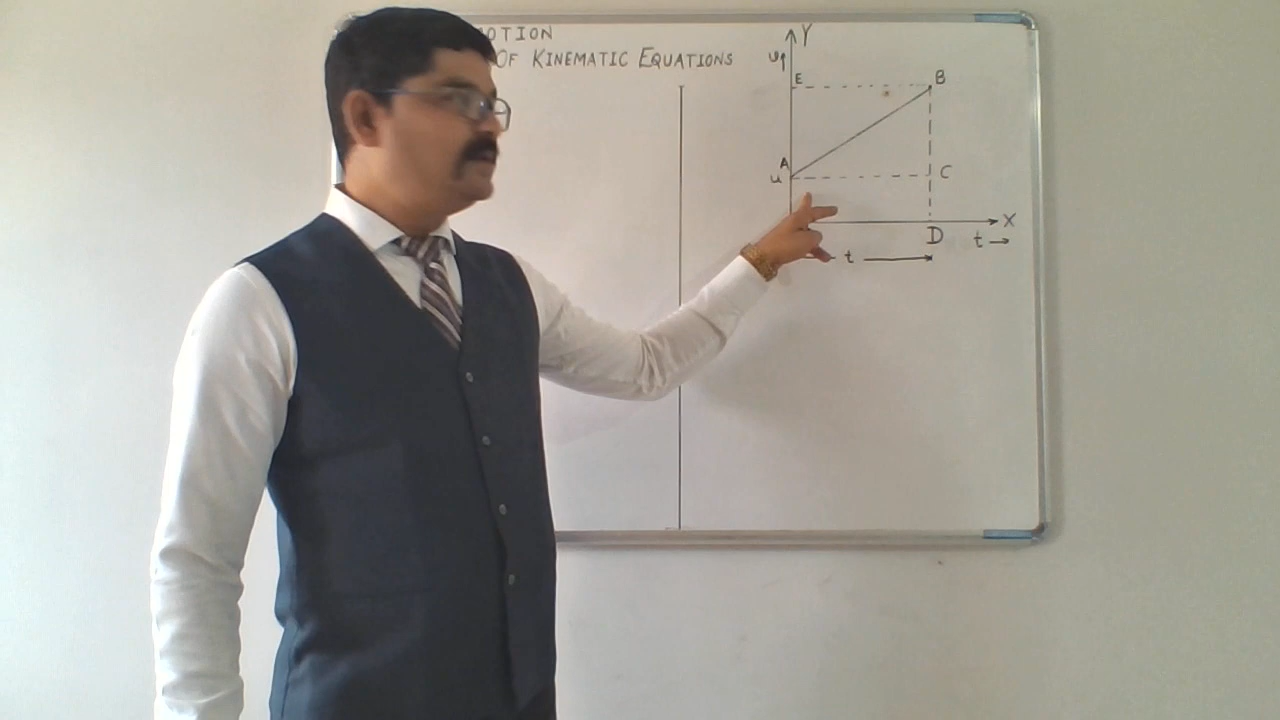 OTION
OF KINEMATIC EQUATIONS
Y
v↑
E
B
A
u
C
X
D
t →
t